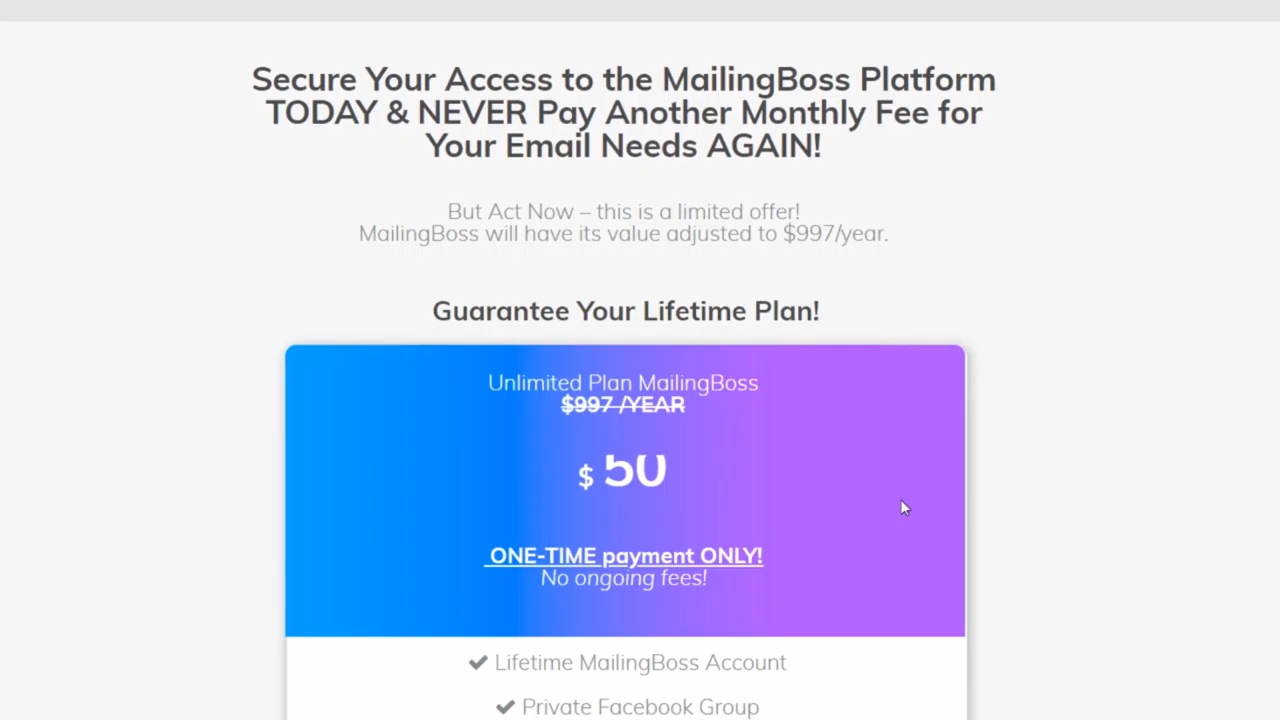 Secure Your Access to the MailingBoss Platform
TODAY & NEVER Pay Another Monthly Fee for
Your Email Needs AGAIN!
But Act Now – this is a limited offer!
MailingBoss will have its value adjusted to $997/year.
Guarantee Your Lifetime Plan!
Unlimited Plan MailingBoss
$997 /YEAR
$ 50
ONE-TIME payment ONLY!
No ongoing fees!
✔ Lifetime MailingBoss Account
✔ Private Facebook Group